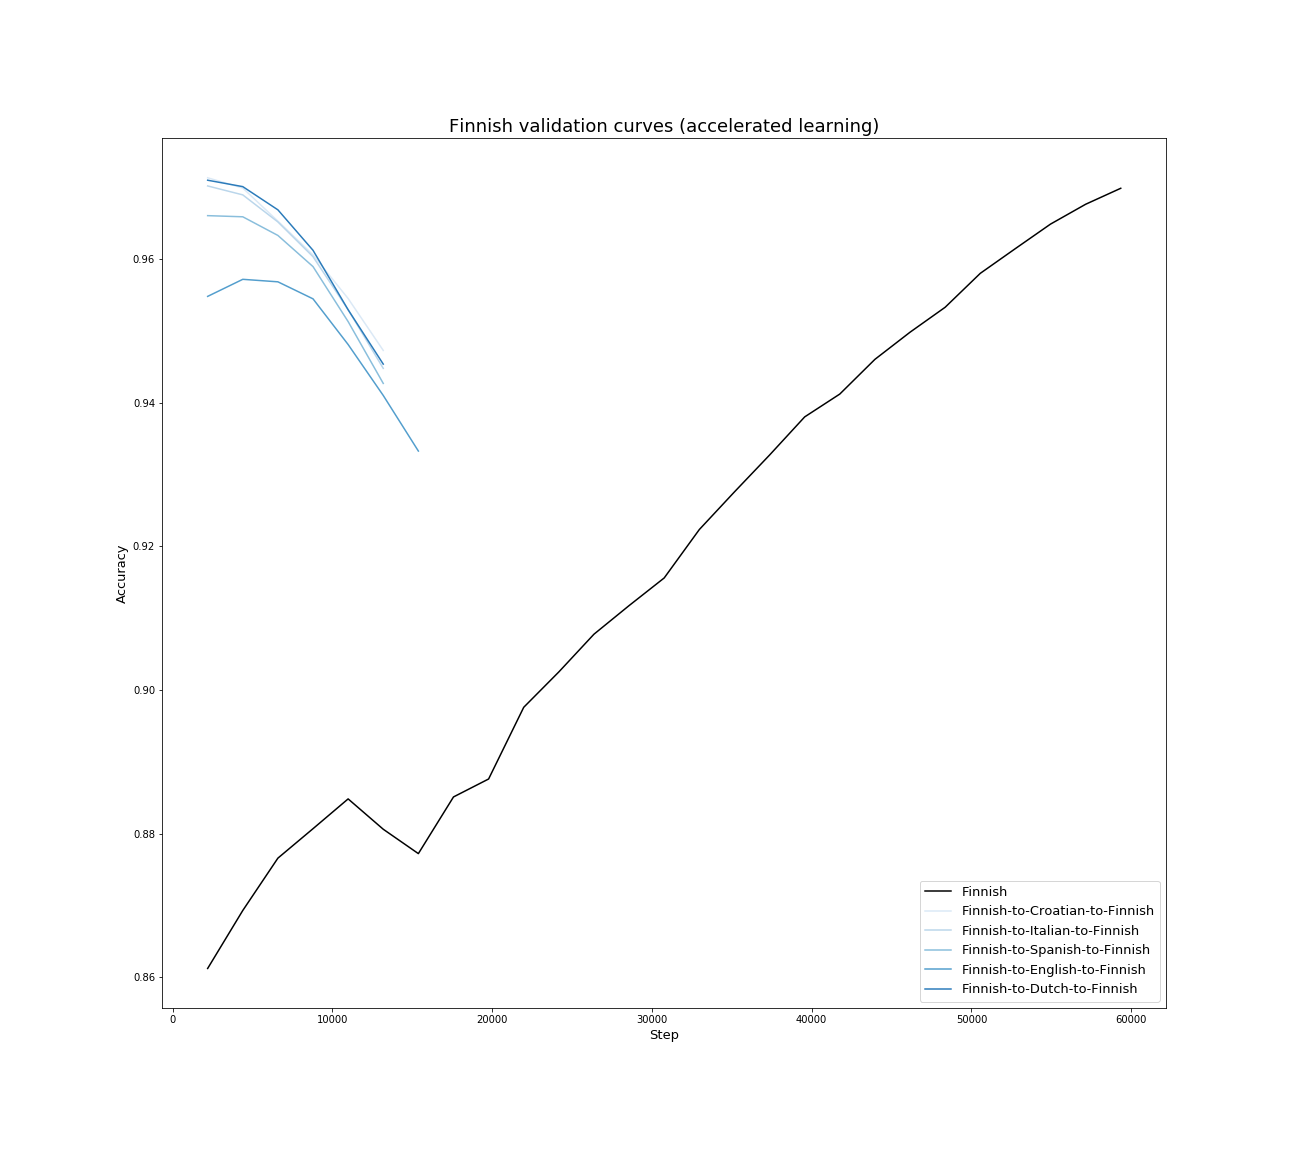 Finnish validation curves (accelerated learning)
0.96
0.94
0.92
0.90
0.88
0.86
Accuracy
0 10000 20000 30000 40000 50000 60000
Step
Finnish
Finnish-to-Croatian-to-Finnish
Finnish-to-Italian-to-Finnish
Finnish-to-Spanish-to-Finnish
Finnish-to-English-to-Finnish
Finnish-to-Dutch-to-Finnish